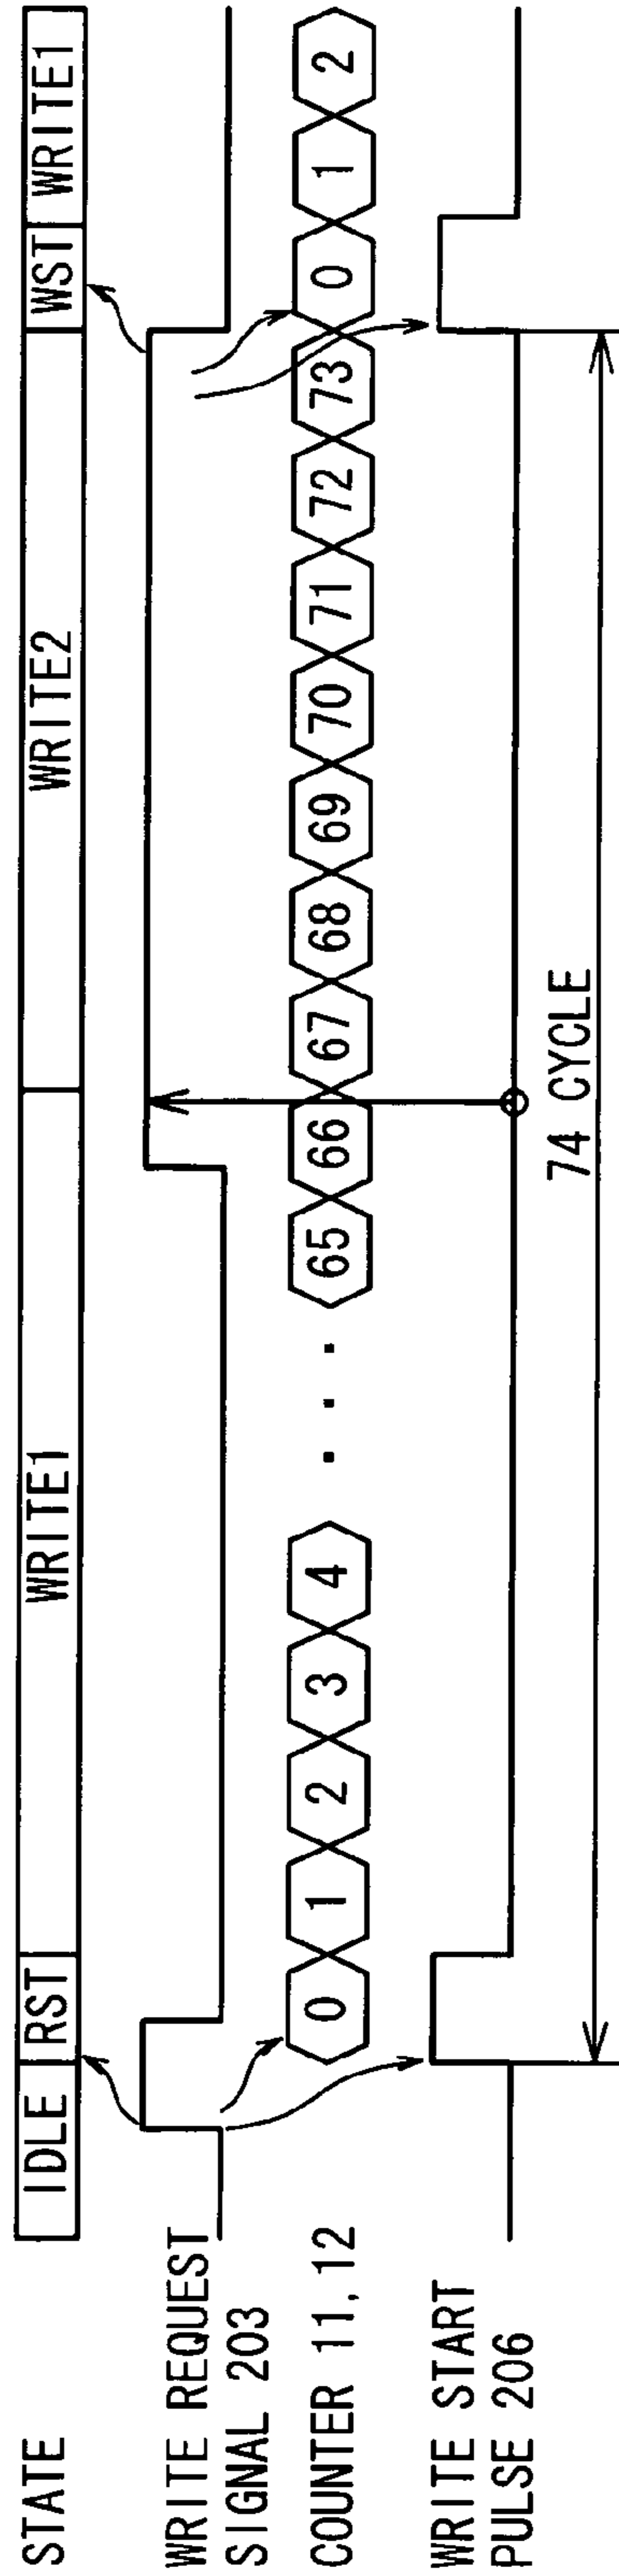 STATE
IDLE RST WRITE1 WRITE2 WST WRITE1
WRITE REQUEST
SIGNAL 203
COUNTER 11, 12
0 1 2 3 4 . . . 65 66 67 68 69 70 71 72 73 0 1 2
WRITE START
PULSE 206
74 CYCLE